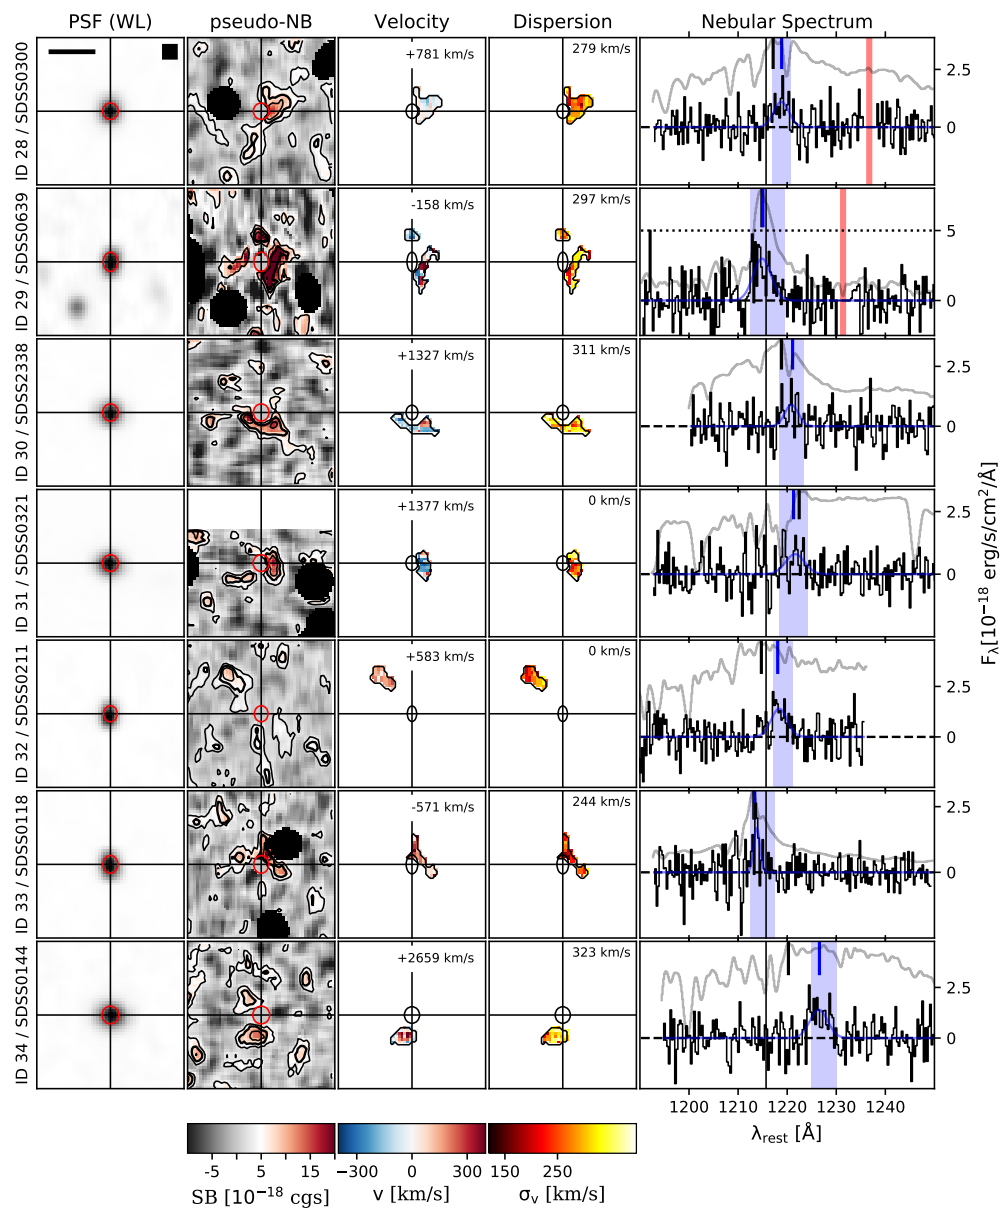 PSF (WL) pseudo-NB Velocity Dispersion Nebular Spectrum
ID 28 / SDSS0300
+781 km/s
279 km/s
2.5
0
ID 29 / SDSS0639
-158 km/s
297 km/s
5
0
ID 30 / SDSS2338
+1327 km/s
311 km/s
2.5
0
ID 31 / SDSS0321
+1377 km/s
0 km/s
2.5
0
ID 32 / SDSS0211
+583 km/s
0 km/s
2.5
0
ID 33 / SDSS0118
-571 km/s
244 km/s
2.5
0
ID 34 / SDSS0144
+2659 km/s
323 km/s
2.5
0
F_λ[10⁻¹⁸ erg/s/cm²/Å]
1200 1210 1220 1230 1240
λ_rest [Å]
-5 5 15
SB [10⁻¹⁸ cgs]
−300 0 300
v [km/s]
150 250
σ_v [km/s]